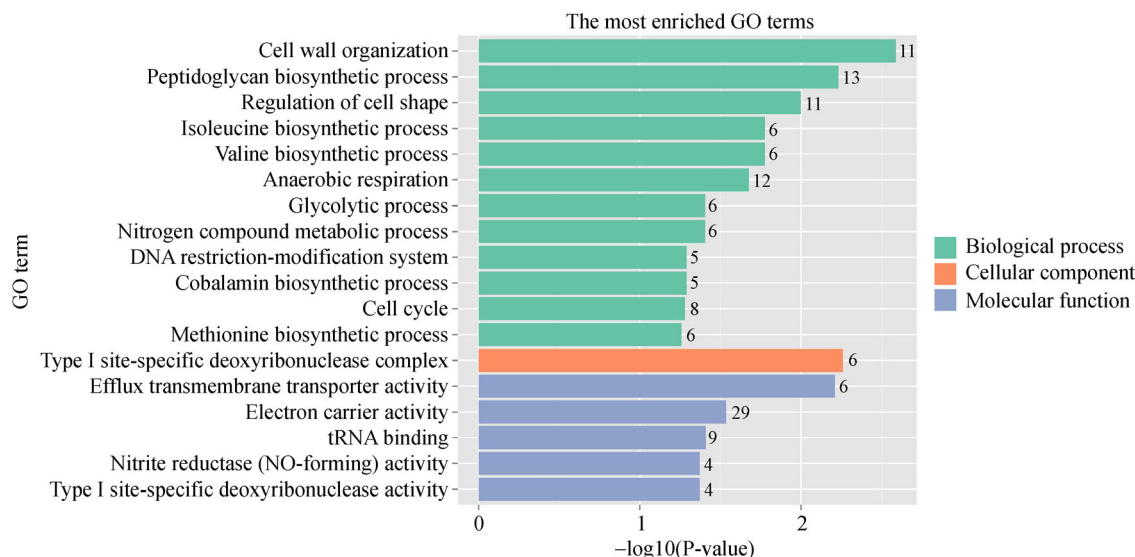 The most enriched GO terms
GO term
Cell wall organization 11
Peptidoglycan biosynthetic process 13
Regulation of cell shape 11
Isoleucine biosynthetic process 6
Valine biosynthetic process 6
Anaerobic respiration 12
Glycolytic process 6
Nitrogen compound metabolic process 6
DNA restriction-modification system 5
Cobalamin biosynthetic process 5
Cell cycle 8
Methionine biosynthetic process 6
Type I site-specific deoxyribonuclease complex 6
Efflux transmembrane transporter activity 6
Electron carrier activity 29
tRNA binding 9
Nitrite reductase (NO-forming) activity 4
Type I site-specific deoxyribonuclease activity 4
0 1 2
−log10(P-value)
Biological process
Cellular component
Molecular function